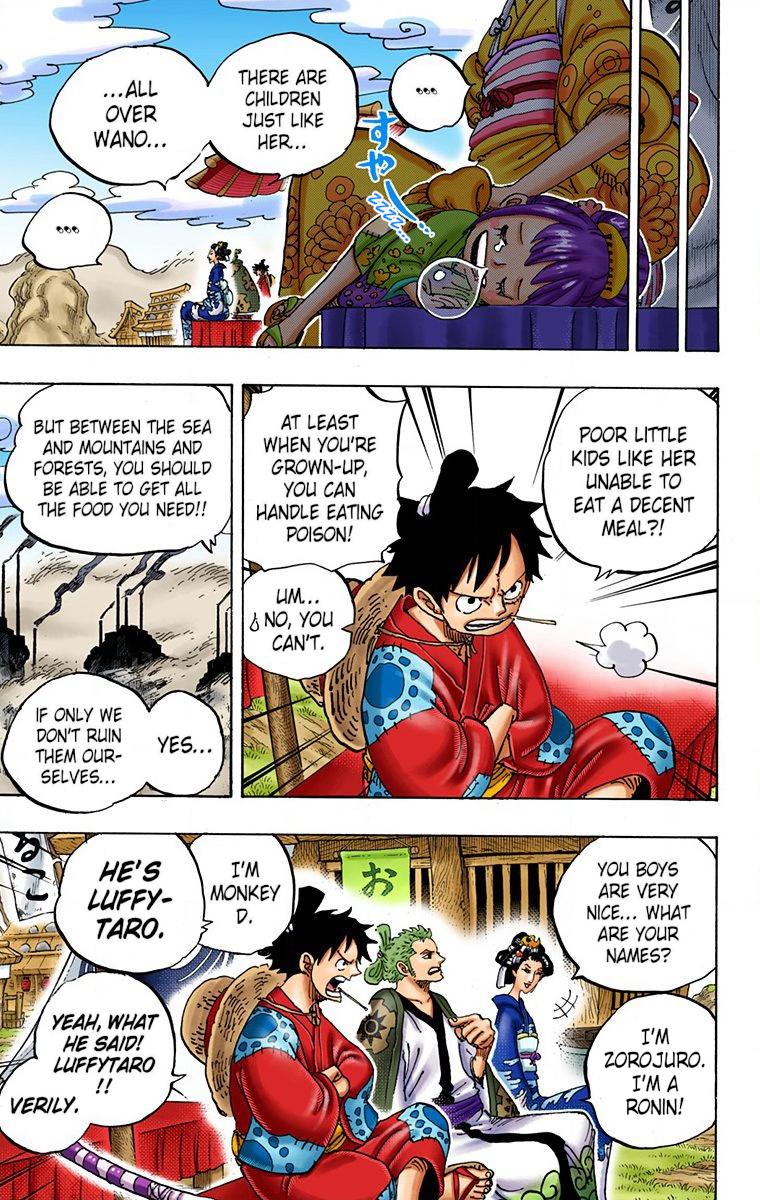 ...
THERE ARE
CHILDREN
JUST LIKE
HER...
...ALL
OVER
WANO...
...
すやー
zzzz...
zzzz...
POOR LITTLE
KIDS LIKE HER
UNABLE TO
EAT A DECENT
MEAL?!
AT LEAST
WHEN YOU'RE
GROWN-UP,
YOU CAN
HANDLE EATING
POISON!
UM...
¿ NO, YOU
CAN'T.
BUT BETWEEN THE SEA
AND MOUNTAINS AND
FORESTS, YOU SHOULD
BE ABLE TO GET ALL
THE FOOD YOU NEED!!
YES...
IF ONLY WE
DON'T RUIN
THEM OUR-
SELVES...
YOU BOYS
ARE VERY
NICE... WHAT
ARE YOUR
NAMES?
お
I'M
MONKEY
D.
HE'S
LUFFY-
TARO.
I'M
ZOROJURO.
I'M A
RONIN!
YEAH, WHAT
HE SAID!
LUFFYTARO
!!
VERILY.